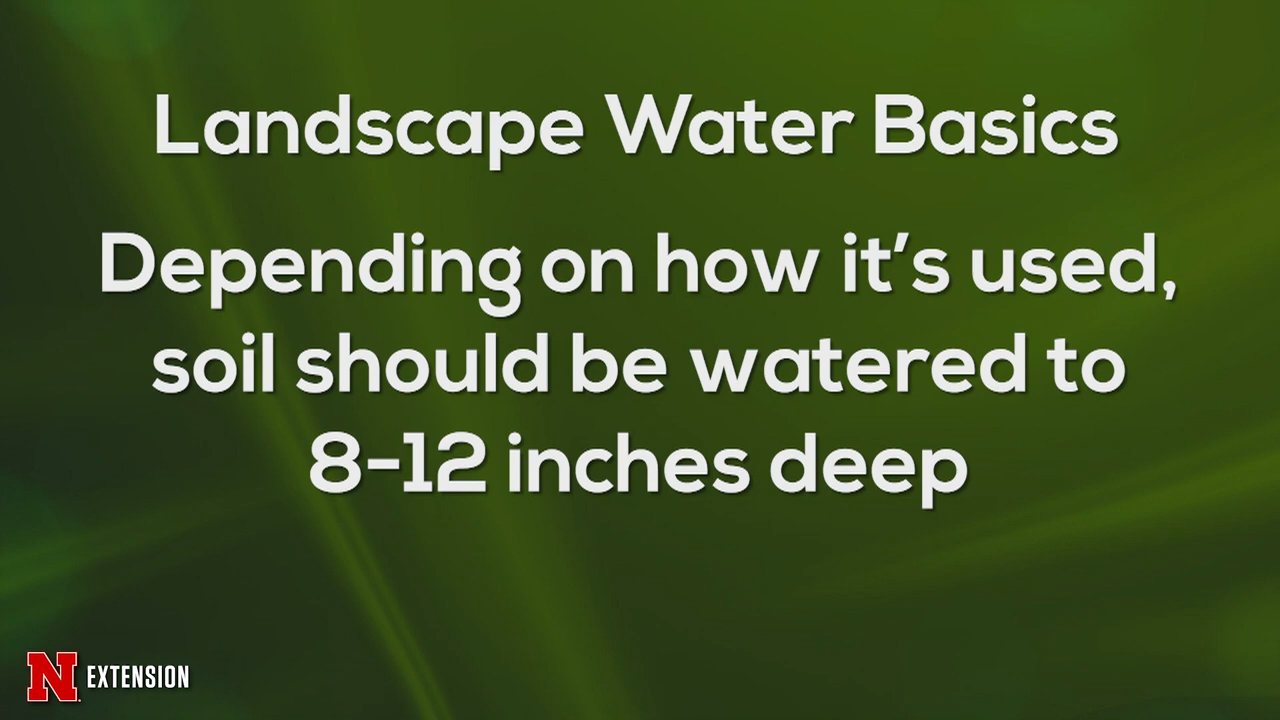 Landscape Water Basics
Depending on how it's used,
soil should be watered to
8-12 inches deep
N EXTENSION